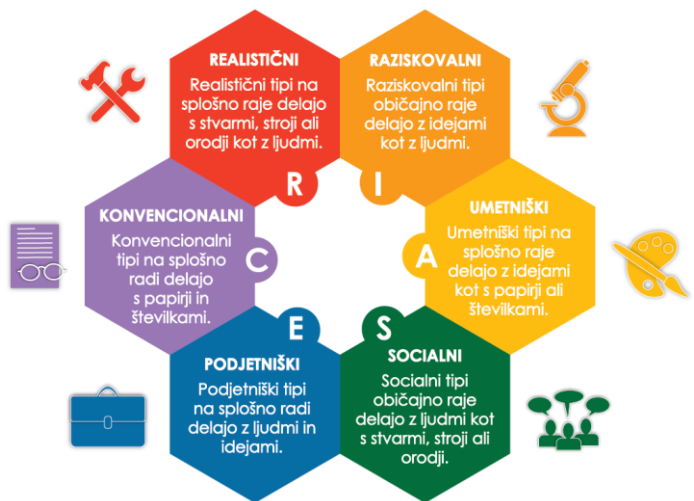 REALISTIČNI
Realistični tipi na
splošno raje delajo
s stvarmi, stroji ali
orodji kot z ljudmi.
R
RAZISKOVALNI
Raziskovalni tipi
običajno raje
delajo z idejami
kot z ljudmi.
I
KONVENCIONALNI
Konvencionalni
tipi na splošno
radi delajo
s papirji in
številkami.
C
UMETNIŠKI
Umetniški tipi na
splošno raje
delajo z idejami
kot s papirji ali
številkami.
A
E
PODJETNIŠKI
Podjetniški tipi
na splošno radi
delajo z ljudmi in
idejami.
S
SOCIALNI
Socialni tipi
običajno raje
delajo z ljudmi kot
s stvarmi, stroji ali
orodji.